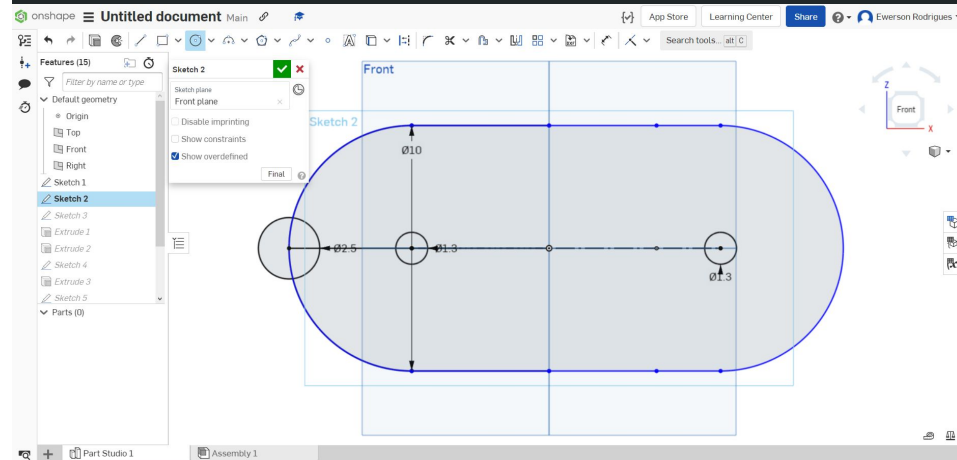 onshape Untitled document Main App Store Learning Center Share Ewerson Rodrigues
Search tools... alt C
Features (15)
Filter by name or type
Default geometry
Origin
Top
Front
Right
Sketch 1
Sketch 2
Sketch 3
Extrude 1
Extrude 2
Sketch 4
Extrude 3
Sketch 5
Parts (0)
Sketch 2
Sketch plane
Front plane
Disable imprinting
Show constraints
Show overdefined
Final
Front
Sketch 2
Ø10
Ø2.5
Ø1.3
Ø1.3
Z
Front
X
Part Studio 1
Assembly 1